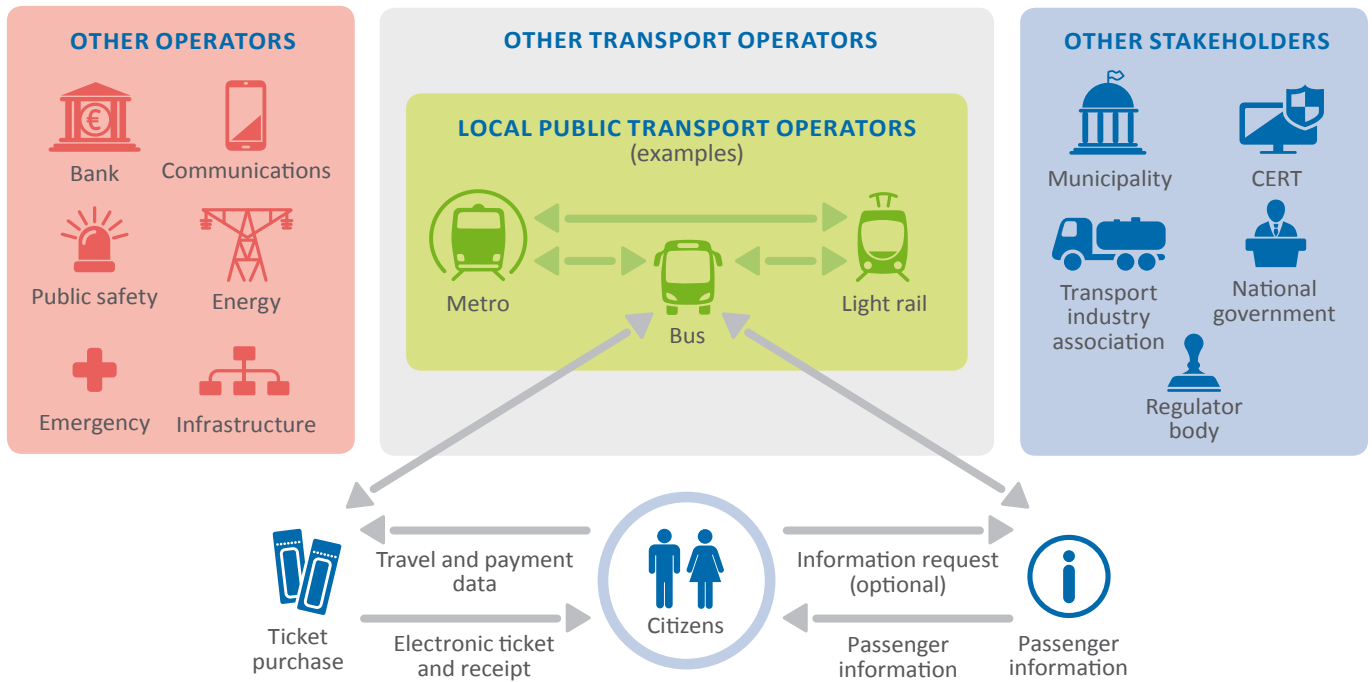 OTHER OPERATORS
Bank
Communications
Public safety
Energy
Emergency
Infrastructure
OTHER TRANSPORT OPERATORS
LOCAL PUBLIC TRANSPORT OPERATORS
(examples)
Metro
Bus
Light rail
OTHER STAKEHOLDERS
Municipality
CERT
Transport
industry
association
National
government
Regulator
body
Ticket
purchase
Travel and payment
data
Electronic ticket
and receipt
Citizens
Information request
(optional)
Passenger
information
Passenger
information